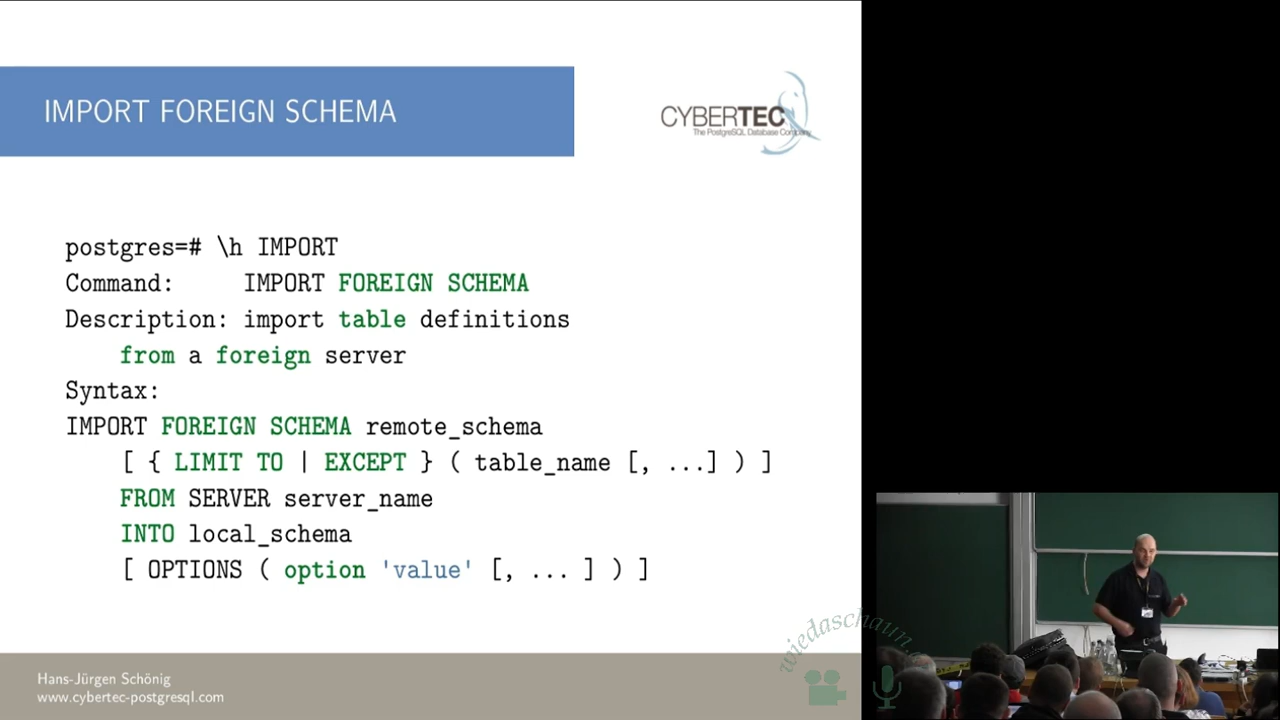 IMPORT FOREIGN SCHEMA
CYBERTEC
The PostgreSQL Database Company
postgres=# \h IMPORT
Command:     IMPORT FOREIGN SCHEMA
Description: import table definitions
    from a foreign server
Syntax:
IMPORT FOREIGN SCHEMA remote_schema
    [ { LIMIT TO | EXCEPT } ( table_name [, ...] ) ]
    FROM SERVER server_name
    INTO local_schema
    [ OPTIONS ( option 'value' [, ... ] ) ]
Hans-Jürgen Schönig
www.cybertec-postgresql.com